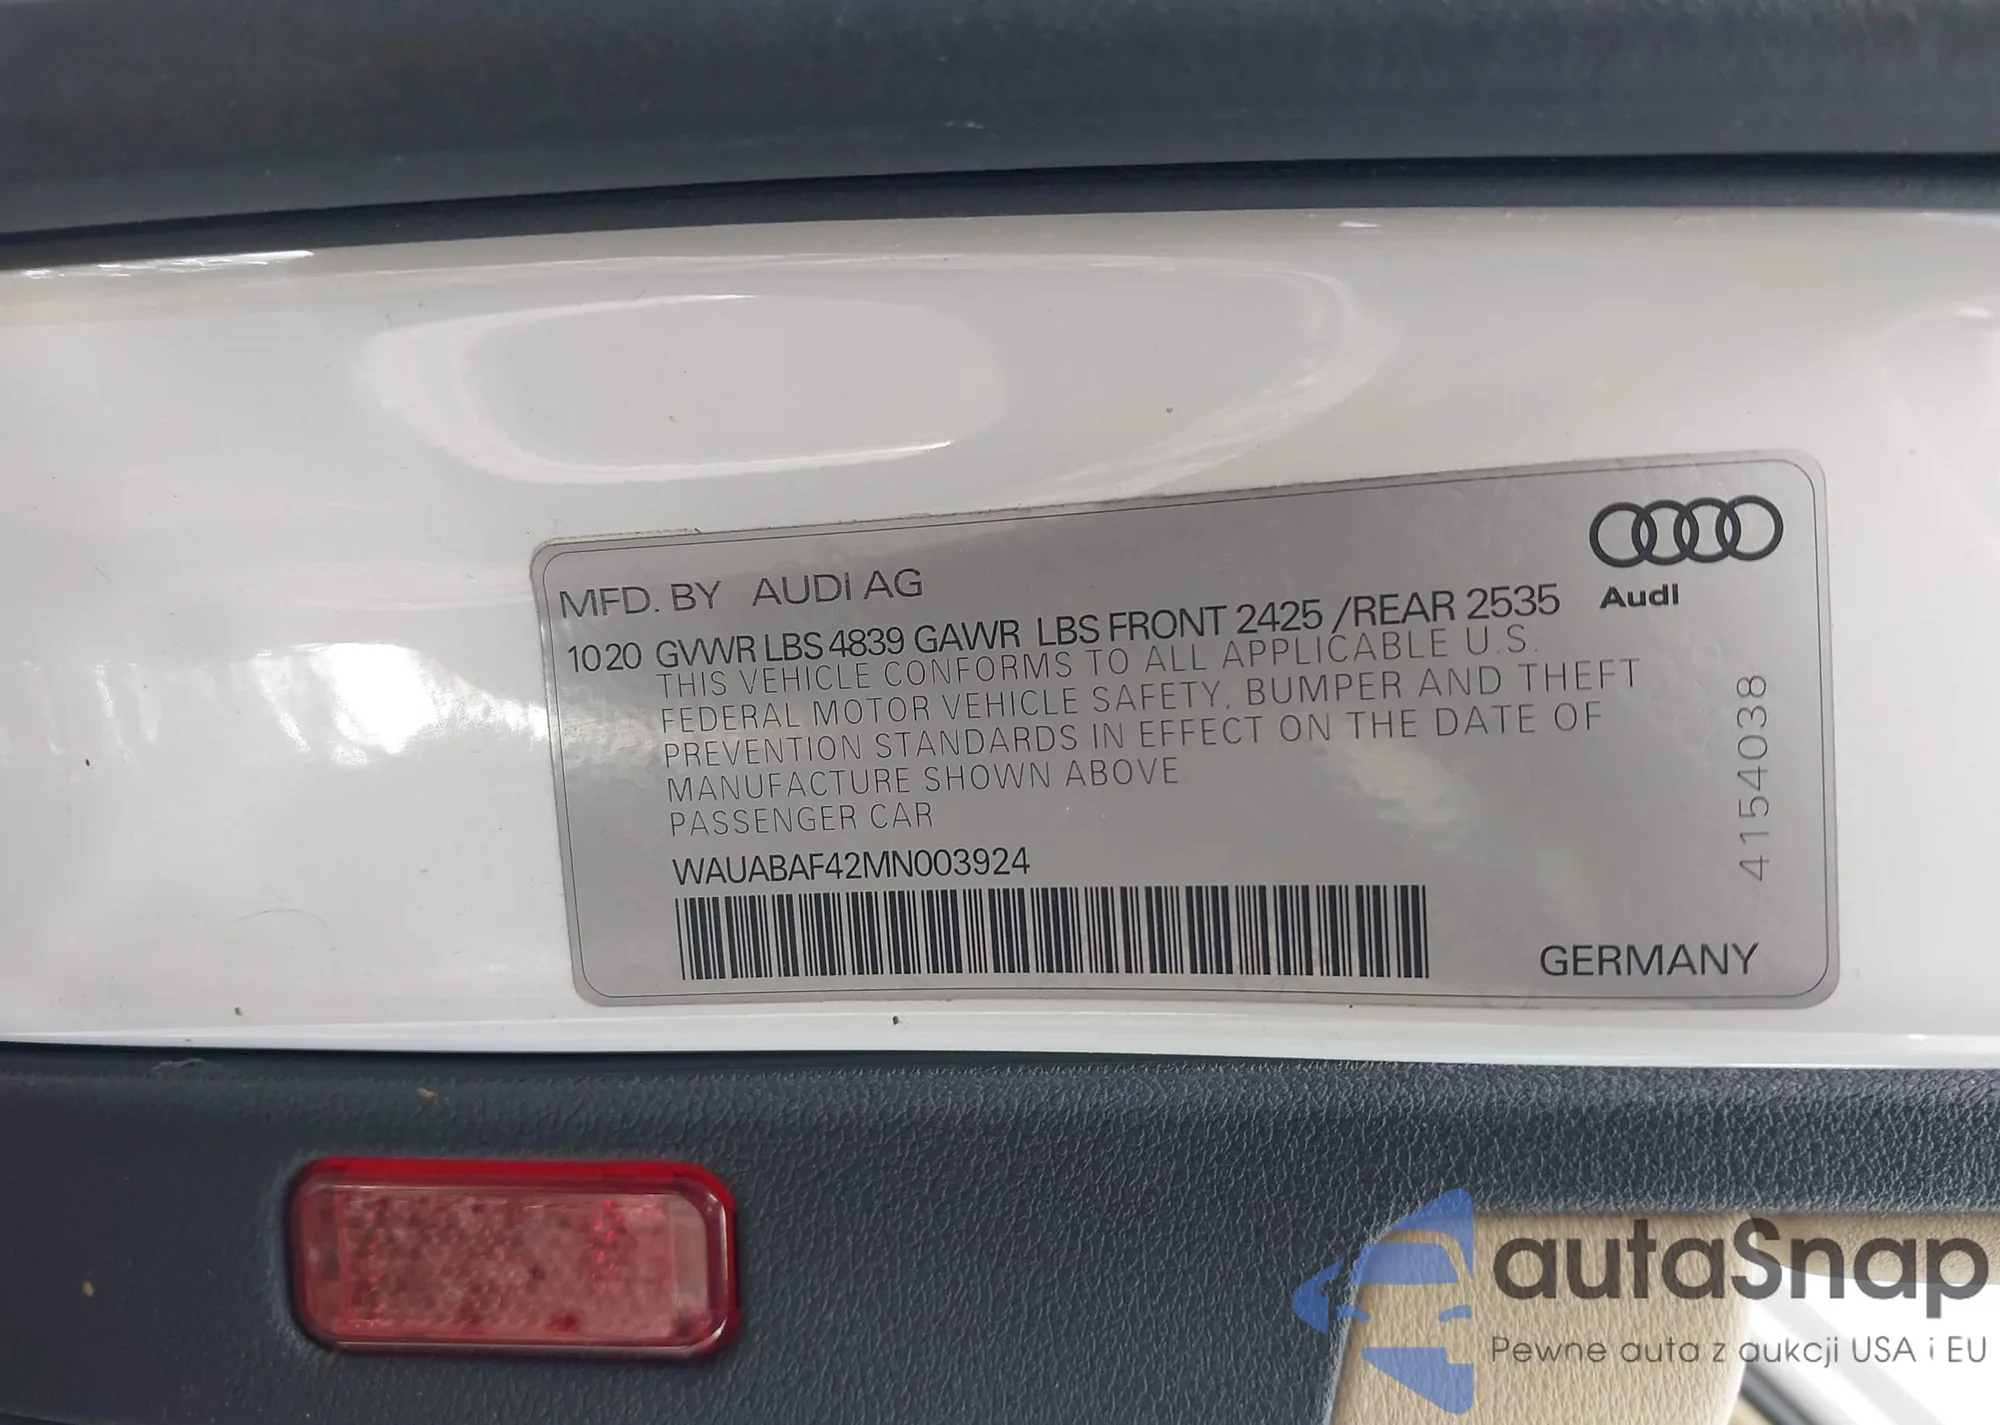 MFD. BY AUDI AG
Audi
1020 GVWR LBS 4839 GAWR LBS FRONT 2425 /REAR 2535
THIS VEHICLE CONFORMS TO ALL APPLICABLE U.S.
FEDERAL MOTOR VEHICLE SAFETY, BUMPER AND THEFT
PREVENTION STANDARDS IN EFFECT ON THE DATE OF
MANUFACTURE SHOWN ABOVE
PASSENGER CAR
WAUABAF42MN003924
4154038
GERMANY
autaSnap
Pewne auta z aukcji USA i EU